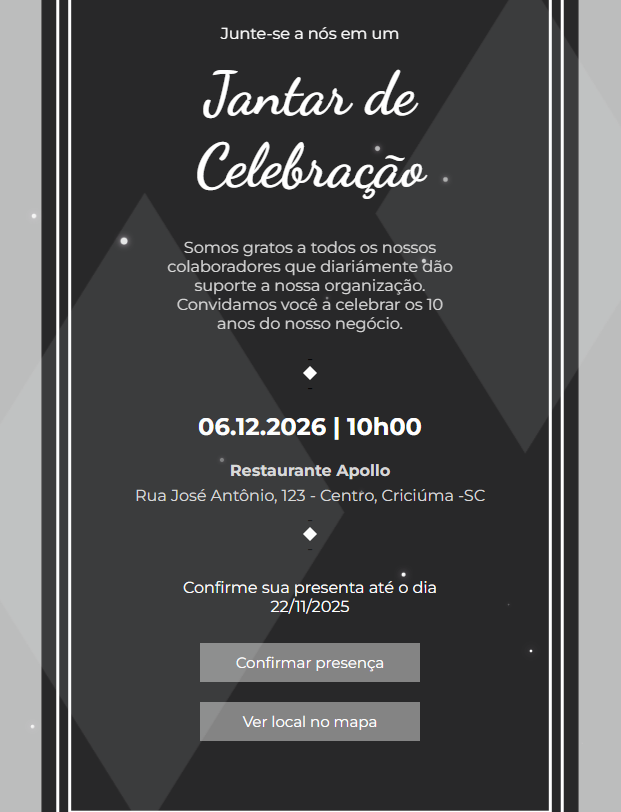 Junte-se a nós em um
Jantar de
Celebração
Somos gratos a todos os nossos
colaboradores que diariámente dão
suporte a nossa organização.
Convidamos você a celebrar os 10
anos do nosso negócio.
06.12.2026 | 10h00
Restaurante Apollo
Rua José Antônio, 123 - Centro, Criciúma -SC
Confirme sua presenta até o dia
22/11/2025
Confirmar presença
Ver local no mapa